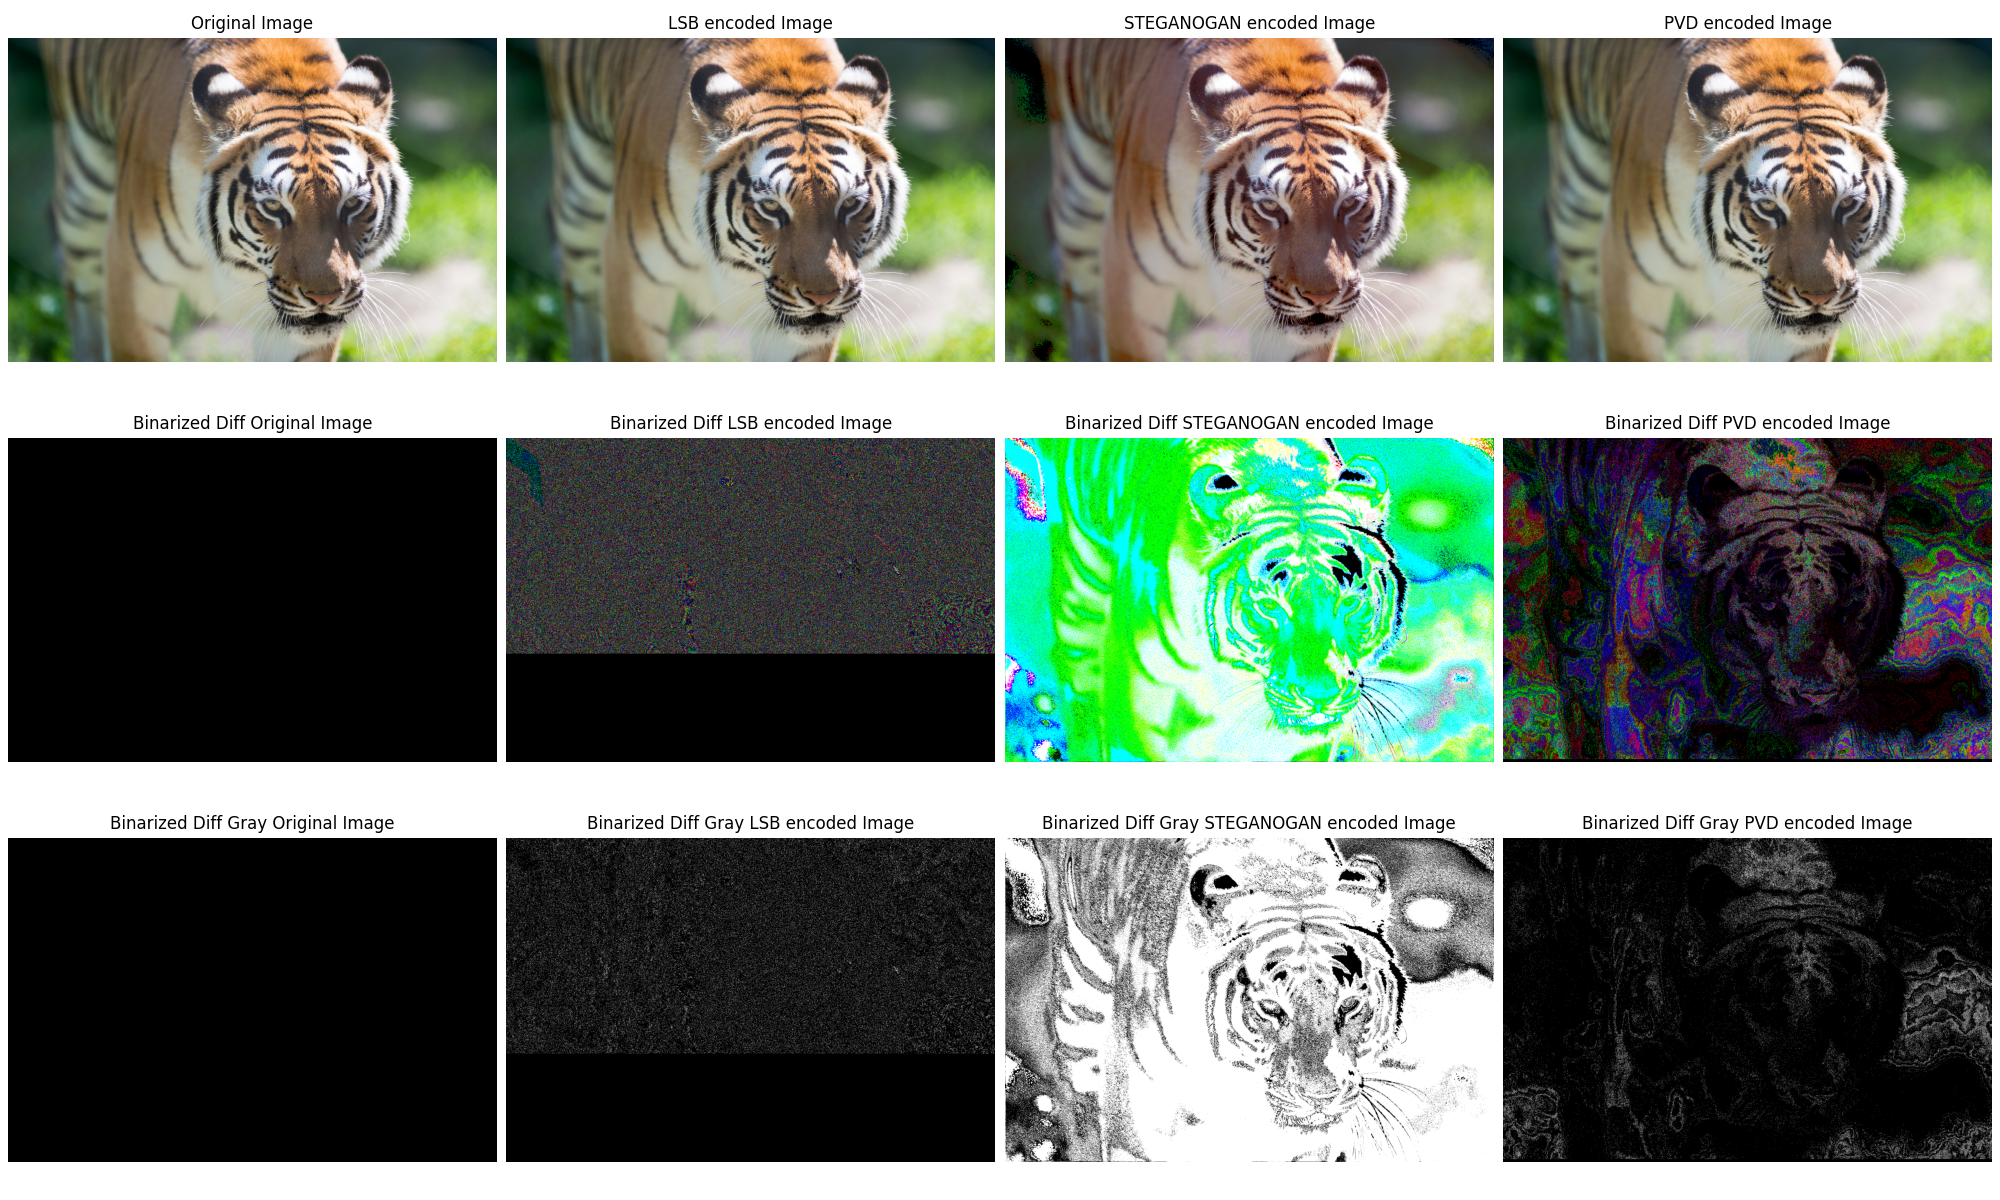 Original Image
LSB encoded Image
STEGANOGAN encoded Image
PVD encoded Image
Binarized Diff Original Image
Binarized Diff LSB encoded Image
Binarized Diff STEGANOGAN encoded Image
Binarized Diff PVD encoded Image
Binarized Diff Gray Original Image
Binarized Diff Gray LSB encoded Image
Binarized Diff Gray STEGANOGAN encoded Image
Binarized Diff Gray PVD encoded Image